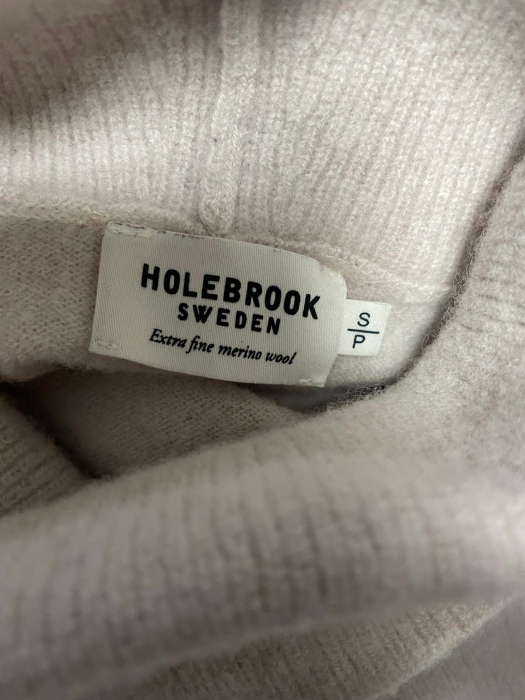 HOLEBROOK
SWEDEN
Extra fine merino wool
S
P